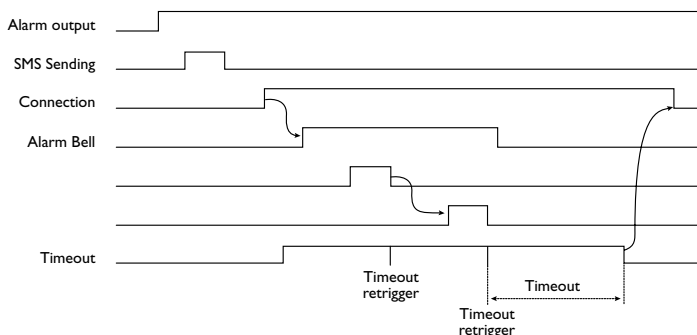 Alarm output
SMS Sending
Connection
Alarm Bell
Timeout
Timeout
retrigger
Timeout
Timeout
retrigger